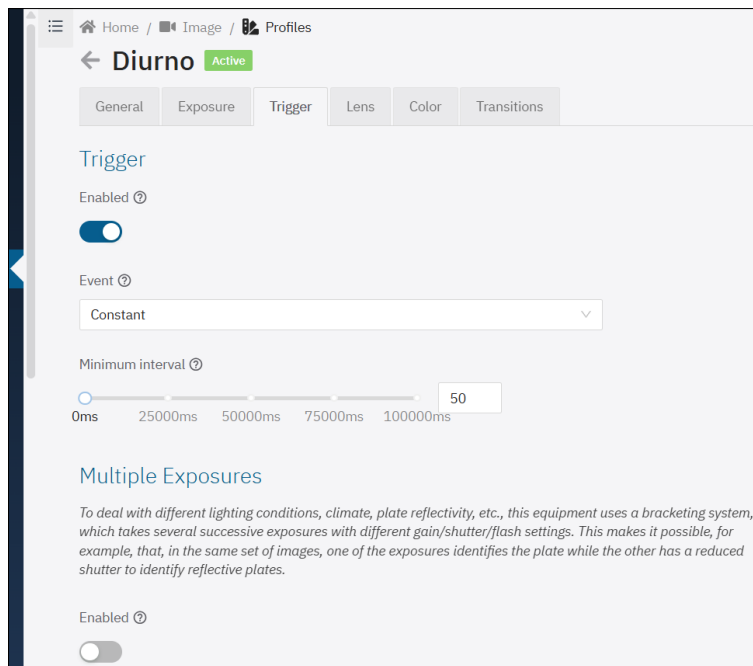 Home / Image / Profiles
Diurno Active
General Exposure Trigger Lens Color Transitions
Trigger
Enabled
Event
Constant
Minimum interval
50
0ms 25000ms 50000ms 75000ms 100000ms
Multiple Exposures
To deal with different lighting conditions, climate, plate reflectivity, etc., this equipment uses a bracketing system,
which takes several successive exposures with different gain/shutter/flash settings. This makes it possible, for
example, that, in the same set of images, one of the exposures identifies the plate while the other has a reduced
shutter to identify reflective plates.
Enabled